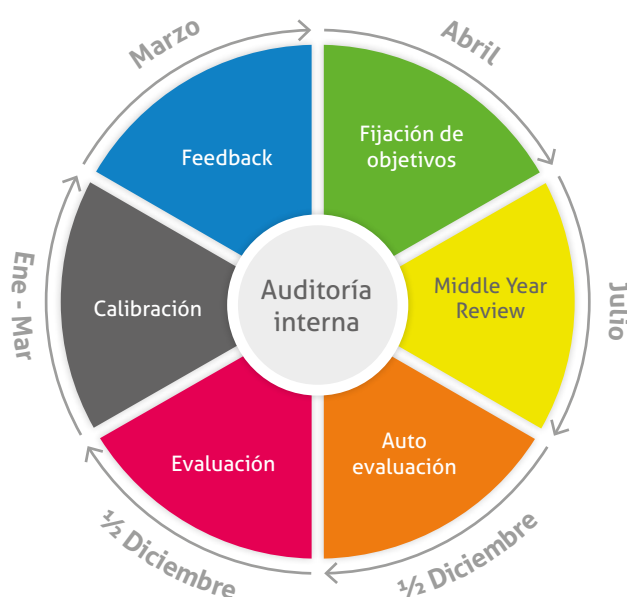 Marzo
Abril
Feedback
Fijación de
objetivos
Ene - Mar
Calibración
Auditoría
interna
Middle Year
Review
Julio
Evaluación
Auto
evaluación
½ Diciembre
½ Diciembre